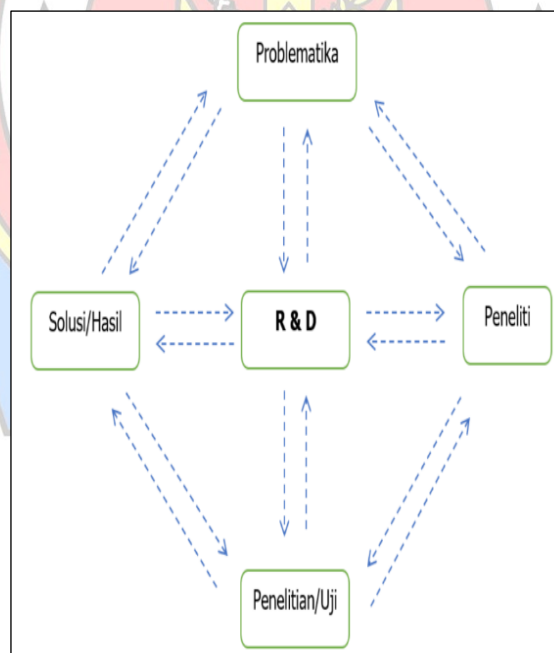 Problematika
Solusi/Hasil
R & D
Peneliti
Penelitian/Uji